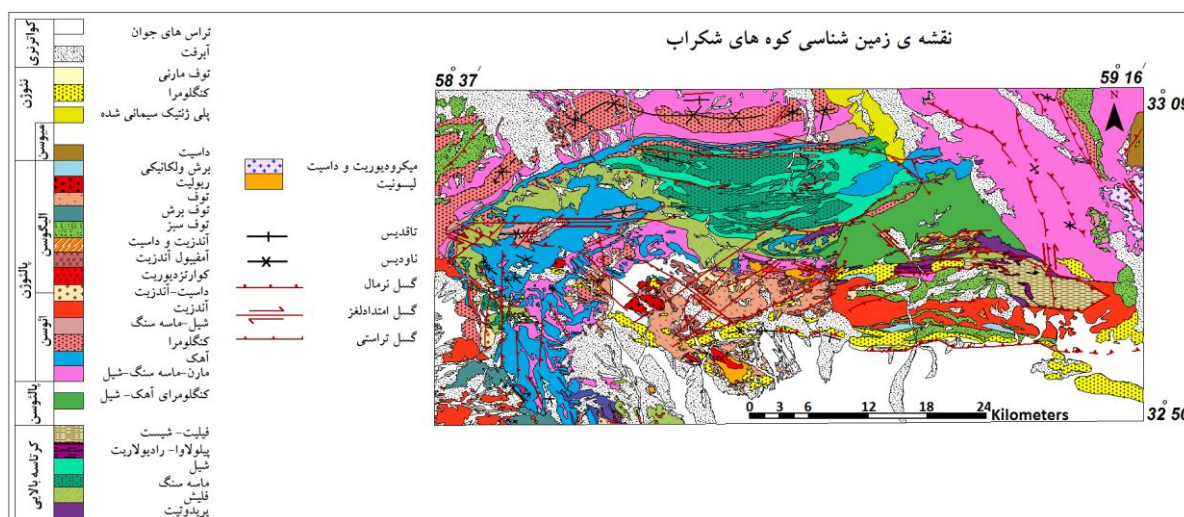 نقشه ی زمین شناسی کوه های شکراب
58° 37′
59° 16′
33° 09
32° 50
N
0 3 6 12 18 24 Kilometers
کواترنری
تراس های جوان
آبرفت
نئوژن
توف مارنی
کنگلومرا
پلی ژنتیک سیمانی شده
میوسن
داسیت
پالئوژن
الیگوسن
برش ولکانیکی
ریولیت
توف
توف برش
توف سبز
آندزیت و داسیت
آمفیبول آندزیت
کوارتزدیوریت
داسیت-آندزیت
ائوسن
آندزیت
شیل-ماسه سنگ
کنگلومرا
آهک
مارن-ماسه سنگ-شیل
پالئوسن
کنگلومرای آهک- شیل
کرتاسه بالایی
فیلیت- شیست
پیلولاوا- رادیولاریت
شیل
ماسه سنگ
فلیش
پریدوتیت
میکرودیوریت و داسیت
لیسونیت
تاقدیس
ناودیس
گسل نرمال
گسل امتدادلغز
گسل تراستی